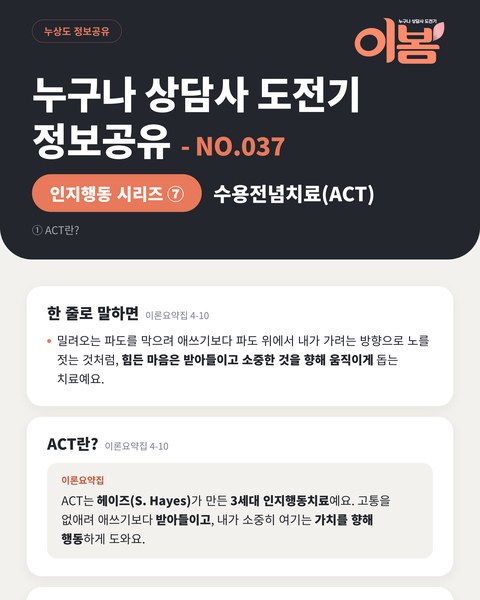 누상도 정보공유
누구나 상담사 도전기
이봄
누구나 상담사 도전기
정보공유 - NO.037
인지행동 시리즈 ⑦ 수용전념치료(ACT)
① ACT란?
한 줄로 말하면 이론요약집 4-10
• 밀려오는 파도를 막으려 애쓰기보다 파도 위에서 내가 가려는 방향으로 노를
젓는 것처럼, 힘든 마음은 받아들이고 소중한 것을 향해 움직이게 돕는
치료예요.
ACT란? 이론요약집 4-10
이론요약집
ACT는 헤이즈(S. Hayes)가 만든 3세대 인지행동치료예요. 고통을
없애려 애쓰기보다 받아들이고, 내가 소중히 여기는 가치를 향해
행동하게 도와요.